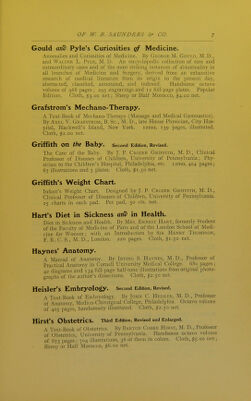 OF W. B. SAUNDERS & CO. 7
Gould and Pyle's Curiosities of Medicine.
Anomalies and Curiosities of Medicine. By GEORGE M. GOULD, M. D.,
and WALTER L. PYLE, M. D. An encyclopedic collection of rare and
extraordinary cases and of the most striking instances of abnormality in
all branches of Medicine and Surgery, derived from an exhaustive
research of medical literature from its origin to the present day,
abstracted, classified, annotated, and indexed. Handsome octavo
volume of 968 pages; 295 engravings and 12 full-page plates. Popular
Edition. Cloth, $3.00 net; Sheep or Half Morocco, $4.00 net.
Grafstrom's Mechano-Therapy.
A Text-Book of Mechano-Therapy (Massage and Medical Gymnastics).
By AXEL V. GRAFSTROM, B. Sc., M. D., late House Physician, City Hos-
pital, Blackwell's Island, New York. 12mo, 139 pages, illustrated.
Cloth, $1.00 net.
Griffith on the Baby. Second Edition, Revised.
The Care of the Baby. By J. P. CROZER GRIFFITH, M. D., Clinical
Professor of Diseases of Children, University of Pennsylvania; Phy-
sician to the Children's Hospital, Philadelphia, etc. 12mo, 404 pages;
67 illustrations and 5 plates. Cloth, $1.50 net.
Griffith's Weight Chart.
Infant's Weight Chart. Designed by J. P. CROZER GRIFFITH, M. D.,
Clinical Professor of Diseases of Children, University of Pennsylvania.
25 charts in each pad. Per pad, 50 cts. net.
Hart's Diet in Sickness and in Health.
Diet in Sickness and Health. By MRS. ERNEST HART, formerly Student
of the Faculty of Medicine of Paris and of the London School of Medi-
cine for Women; with an Introduction by SIR HENRY THOMPSON,
F. R. C. S., M. D., London. 220 pages. Cloth, $1.50 net.
Haynes' Anatomy.
A Manual of Anatomy. By IRVING S. HAYNES, M. D., Professor of
Practical Anatomy in Cornell University Medical College. 680 pages;
42 diagrams and 134 full-page half-tone illustrations from original photo-
graphs of the author's dissections. Cloth, $2.50 net.
Heisler's Embryology. Second Edition, Revised.
A Text-Book of Embryology. By JOHN C. HEISLER, M. D., Professor
of Anatomy, Medico-Chirurgical College, Philadelphia. Octavo volume
of 405 pages, handsomely illustrated. Cloth, $2.50 net.
Hirst's Obstetrics. Third Edition, Revised and Enlarged.
A Text-Book of Obstetrics. By BARTON COOKE HIRST, M. D., Professor
of Obstetrics, University of Pennsylvania. Handsome octavo volume
of 873 pages; 704 illustrations, 36 of them in colors. Cloth, $5.00 net;
Sheep or Half Morocco, $6.00 net.